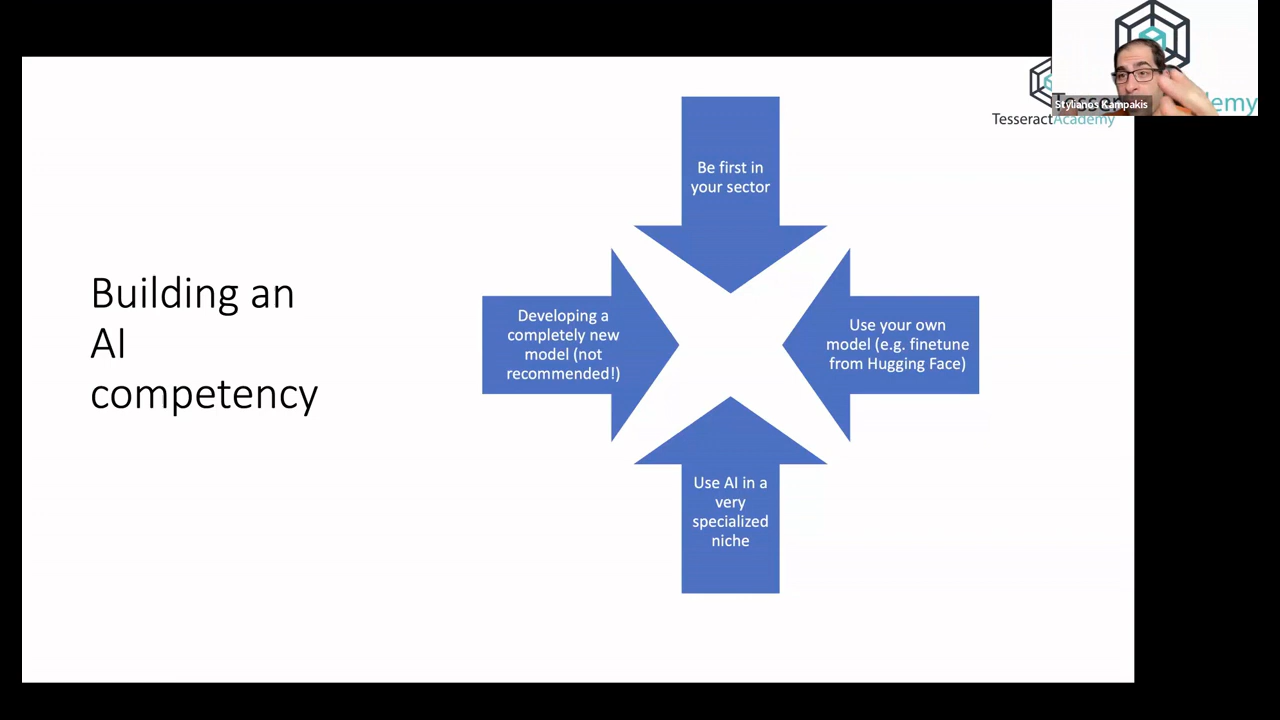 Building an
AI
competency
Be first in
your sector
Developing a
completely new
model (not
recommended!)
Use your own
model (e.g. finetune
from Hugging Face)
Use AI in a
very
specialized
niche
TesseractAcademy
Stylianos Kampakis